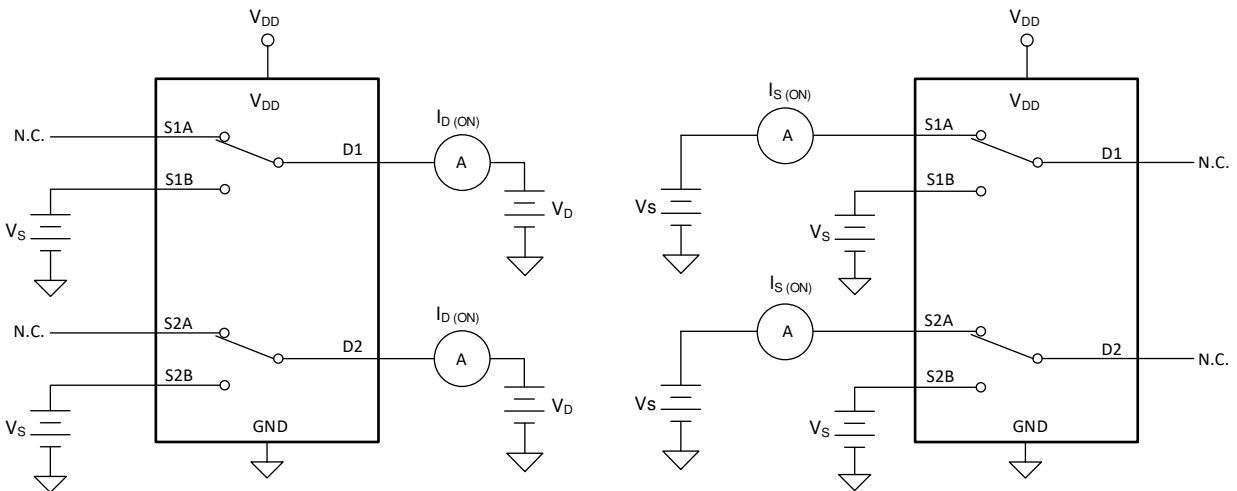 VDD
VDD
N.C.
S1A
D1
ID (ON)
A
S1B
VS
VD
N.C.
S2A
D2
ID (ON)
A
S2B
VS
VD
GND
VDD
VDD
IS (ON)
A
S1A
D1
N.C.
S1B
Vs
VS
IS (ON)
A
S2A
D2
N.C.
S2B
Vs
VS
GND